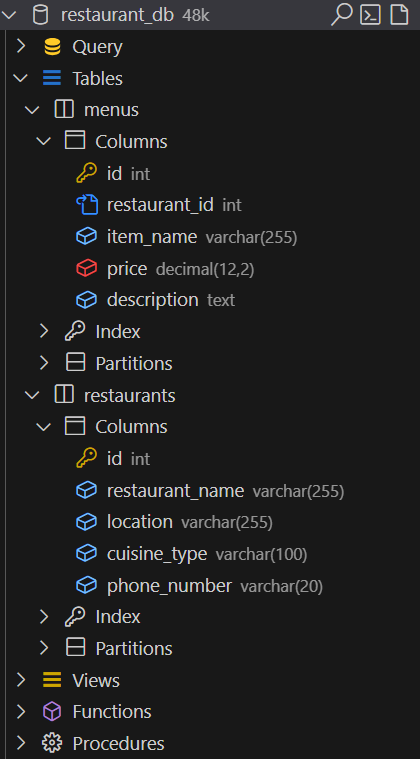 restaurant_db 48k
Query
Tables
menus
Columns
id int
restaurant_id int
item_name varchar(255)
price decimal(12,2)
description text
Index
Partitions
restaurants
Columns
id int
restaurant_name varchar(255)
location varchar(255)
cuisine_type varchar(100)
phone_number varchar(20)
Index
Partitions
Views
Functions
Procedures